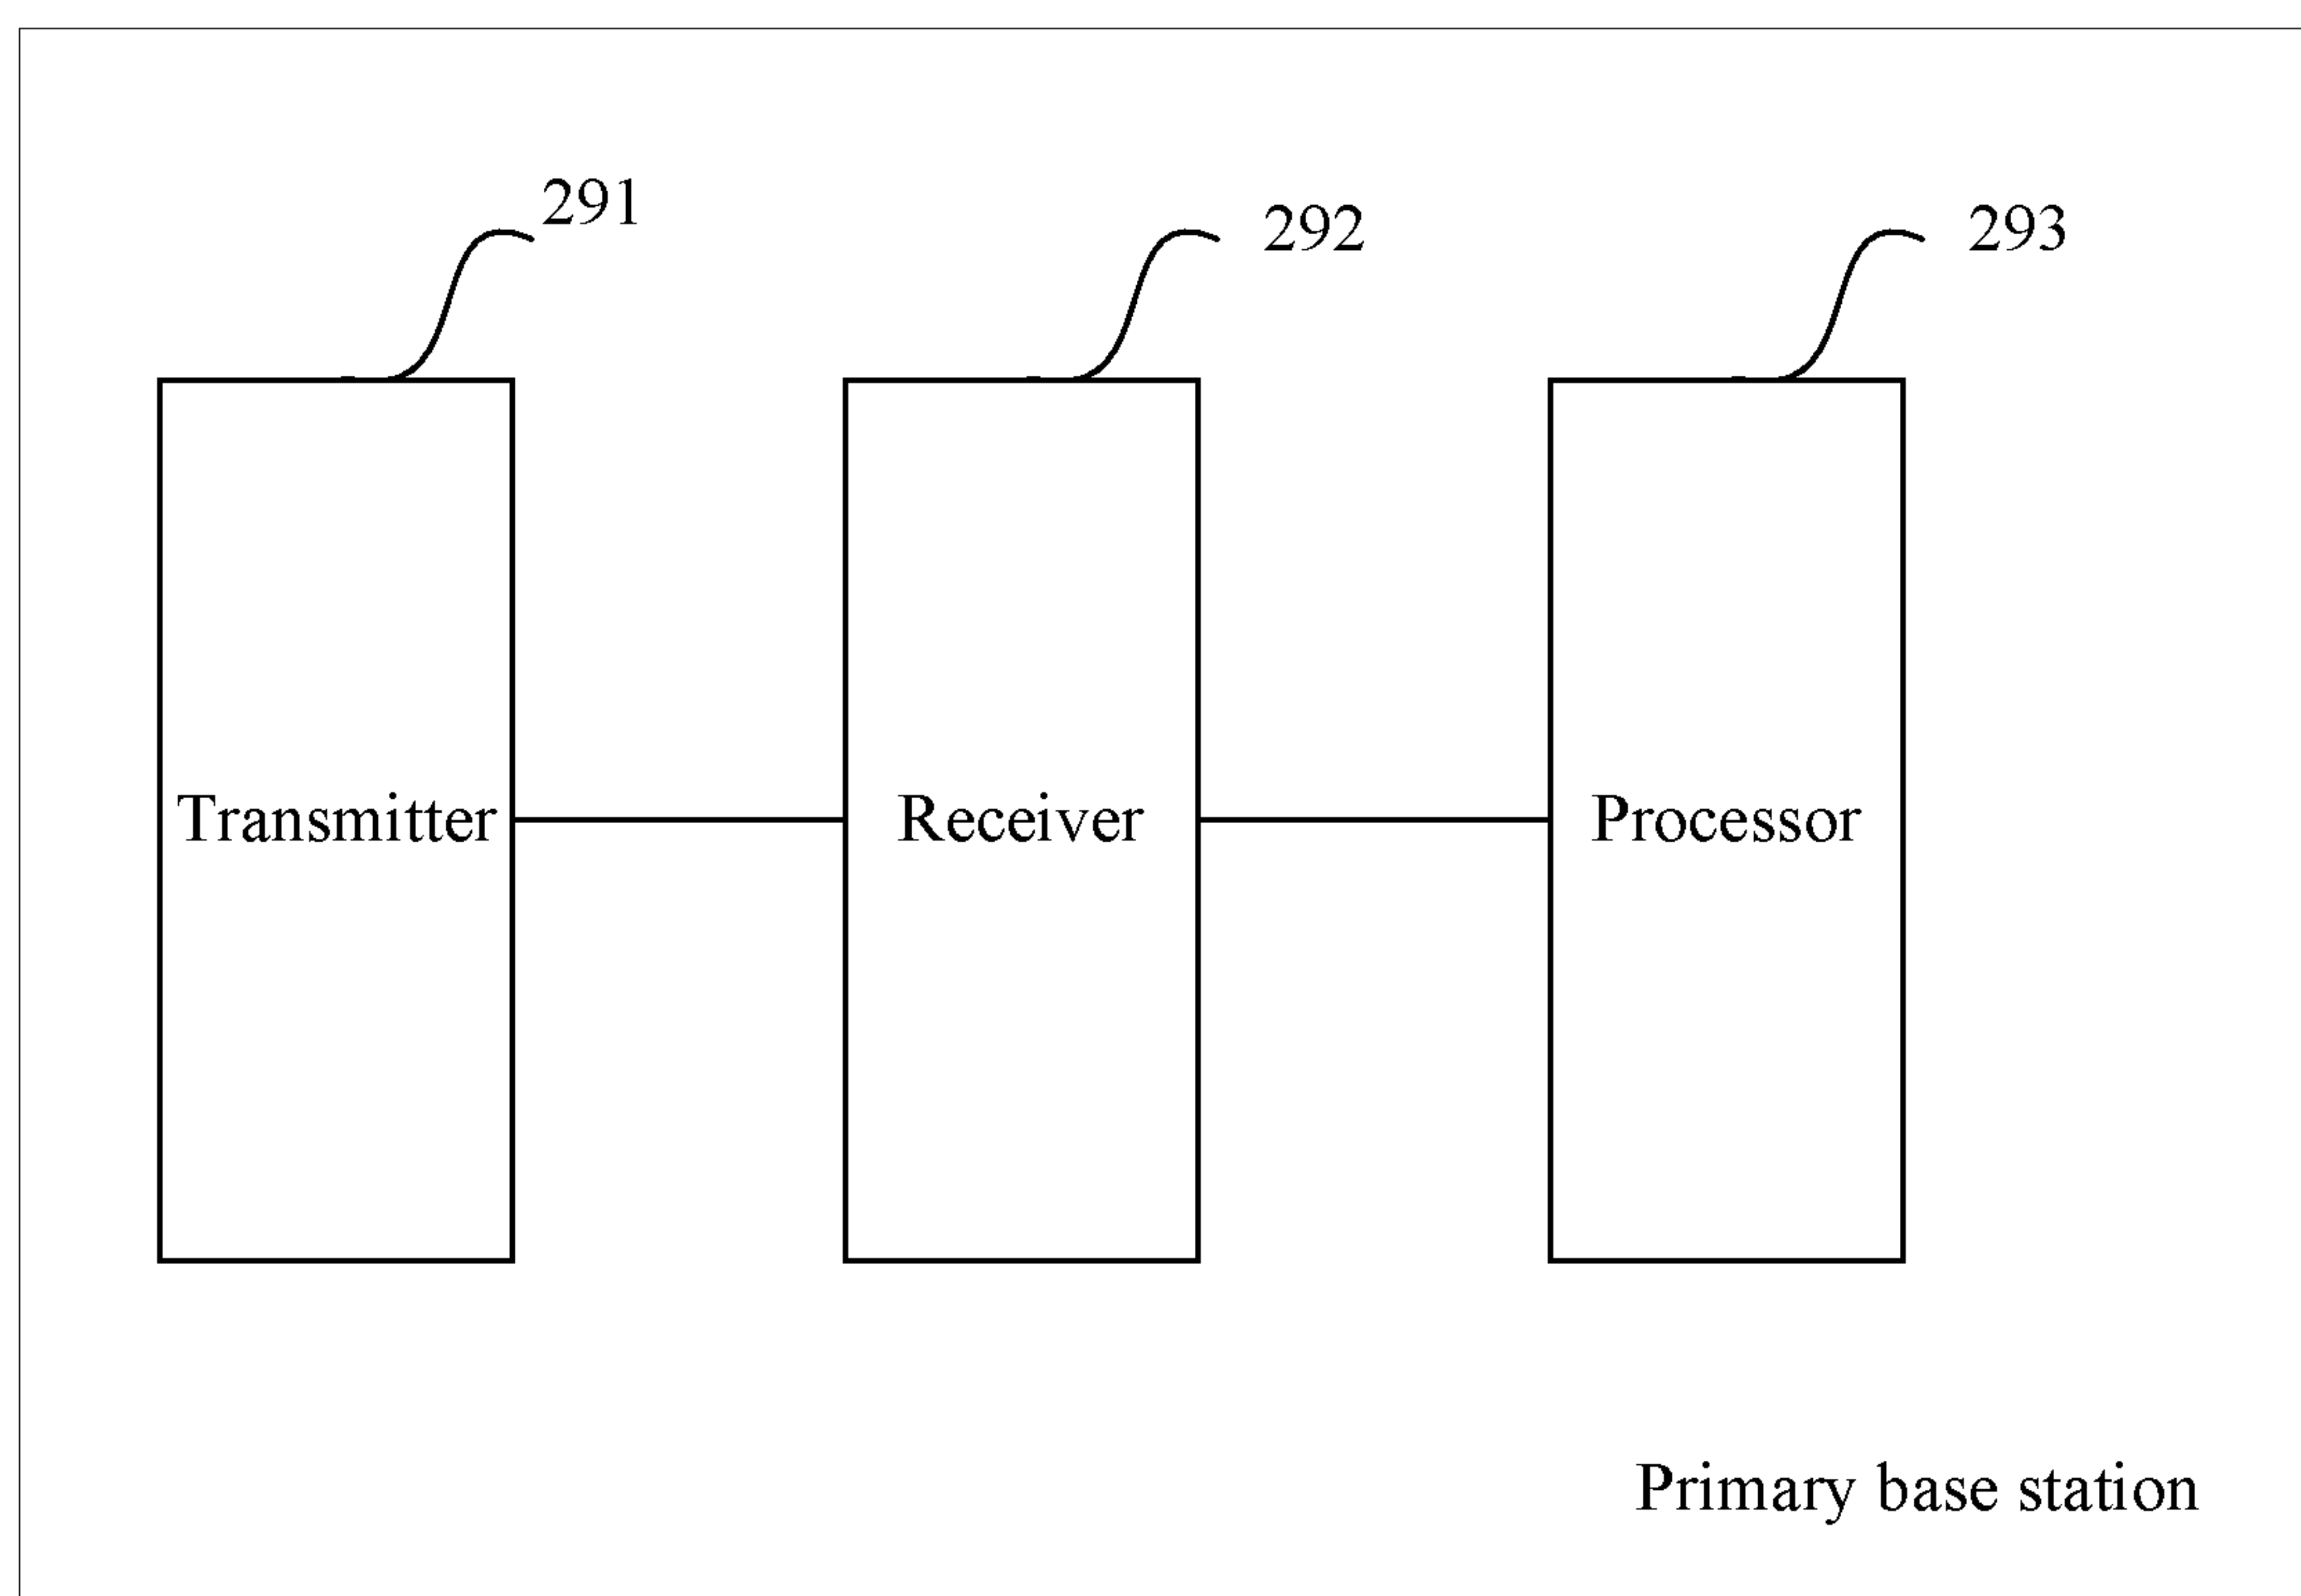 291
292
293
Transmitter
Receiver
Processor
Primary base station